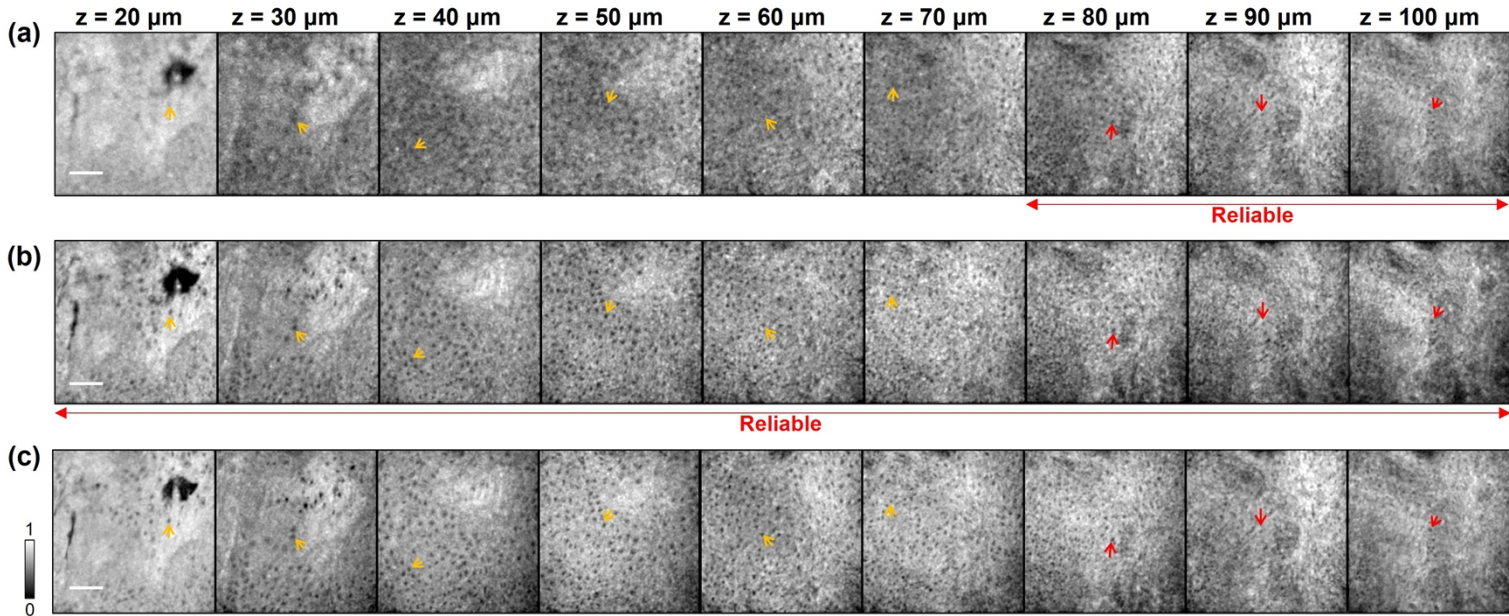 z = 20 μm z = 30 μm z = 40 μm z = 50 μm z = 60 μm z = 70 μm z = 80 μm z = 90 μm z = 100 μm
(a)
Reliable
(b)
Reliable
(c)
1
0